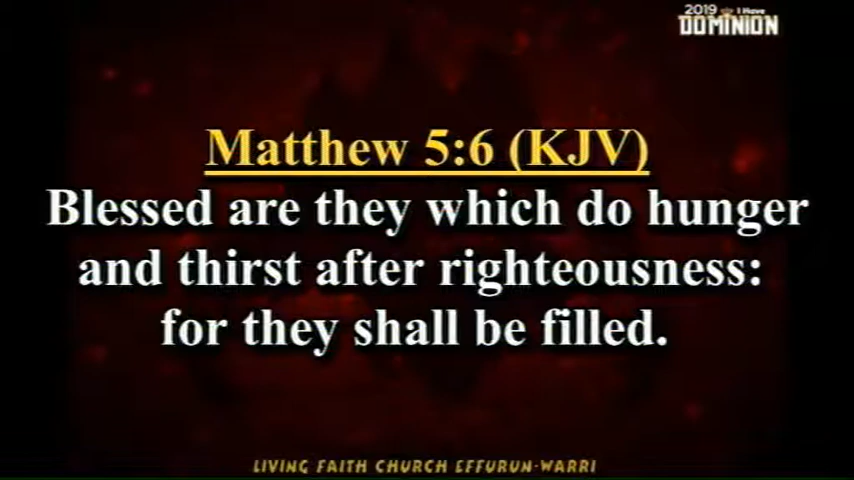 2019 I Have
DOMINION
Matthew 5:6 (KJV)
Blessed are they which do hunger
and thirst after righteousness:
for they shall be filled.
LIVING FAITH CHURCH EFFURUN-WARRI